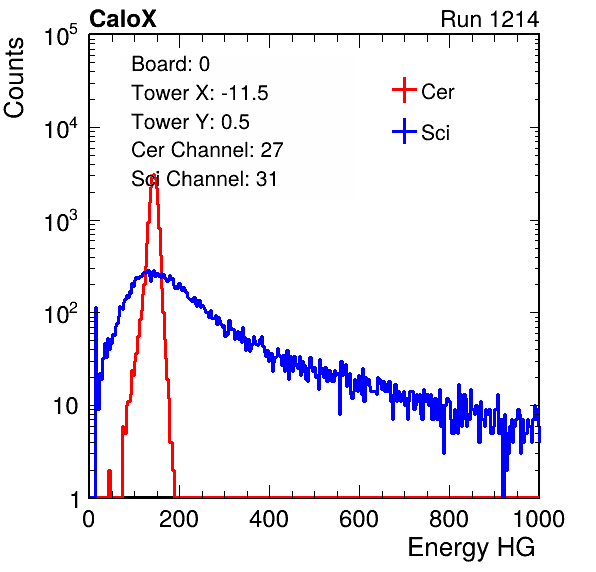 CaloX Run 1214
Counts
10^5
10^4
10^3
10^2
10
1
Board: 0
Tower X: -11.5
Tower Y: 0.5
Cer Channel: 27
Sci Channel: 31
Cer
Sci
0 200 400 600 800 1000
Energy HG